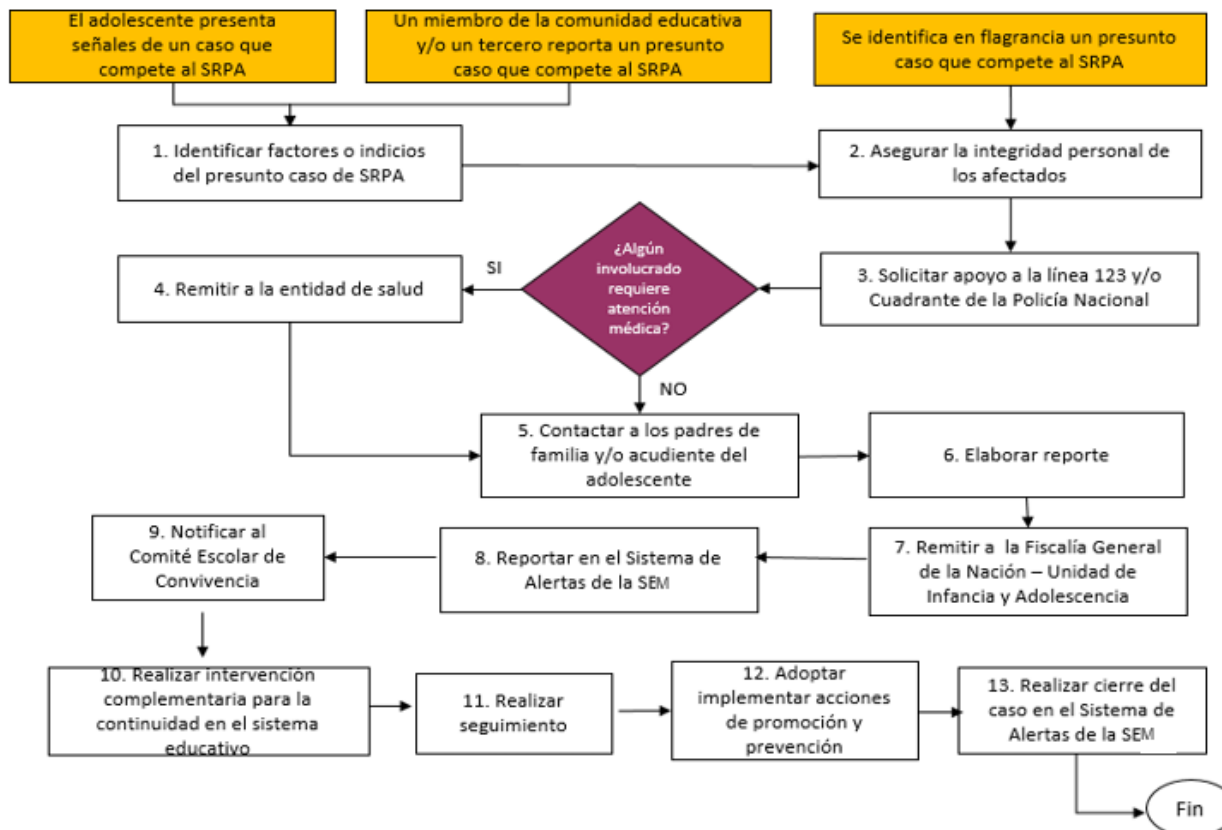 El adolescente presenta
señales de un caso que
compete al SRPA
Un miembro de la comunidad educativa
y/o un tercero reporta un presunto
caso que compete al SRPA
Se identifica en flagrancia un presunto
caso que compete al SRPA
1. Identificar factores o indicios
del presunto caso de SRPA
2. Asegurar la integridad personal de
los afectados
¿Algún
involucrado
requiere
atención
médica?
SI
NO
3. Solicitar apoyo a la línea 123 y/o
Cuadrante de la Policía Nacional
4. Remitir a la entidad de salud
5. Contactar a los padres de
familia y/o acudiente del
adolescente
6. Elaborar reporte
7. Remitir a la Fiscalía General
de la Nación – Unidad de
Infancia y Adolescencia
8. Reportar en el Sistema de
Alertas de la SEM
9. Notificar al
Comité Escolar de
Convivencia
10. Realizar intervención
complementaria para la
continuidad en el sistema
educativo
11. Realizar
seguimiento
12. Adoptar
implementar acciones
de promoción y
prevención
13. Realizar cierre del
caso en el Sistema de
Alertas de la SEM
Fin